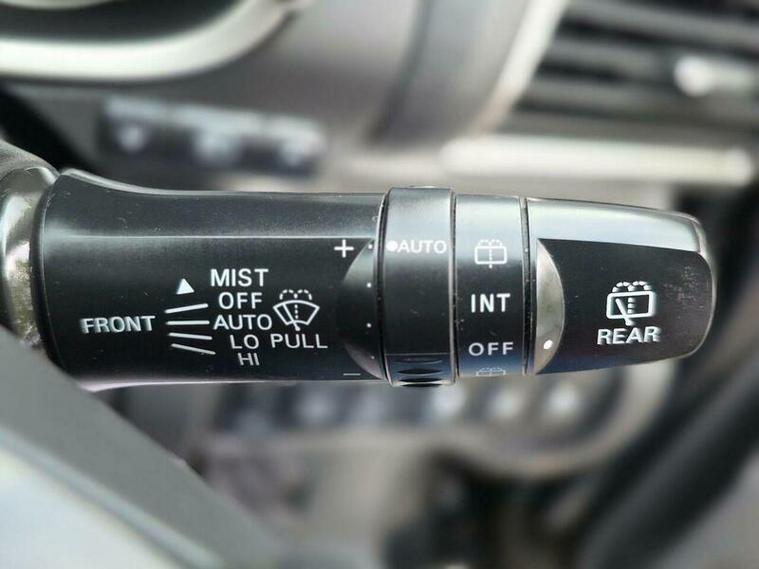 MIST
OFF
FRONT AUTO
LO PULL
HI
+
AUTO
−
INT
OFF
REAR